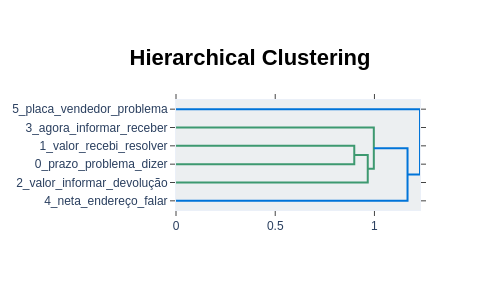 Hierarchical Clustering
5_placa_vendedor_problema
3_agora_informar_receber
1_valor_recebi_resolver
0_prazo_problema_dizer
2_valor_informar_devolução
4_neta_endereço_falar
0
0.5
1